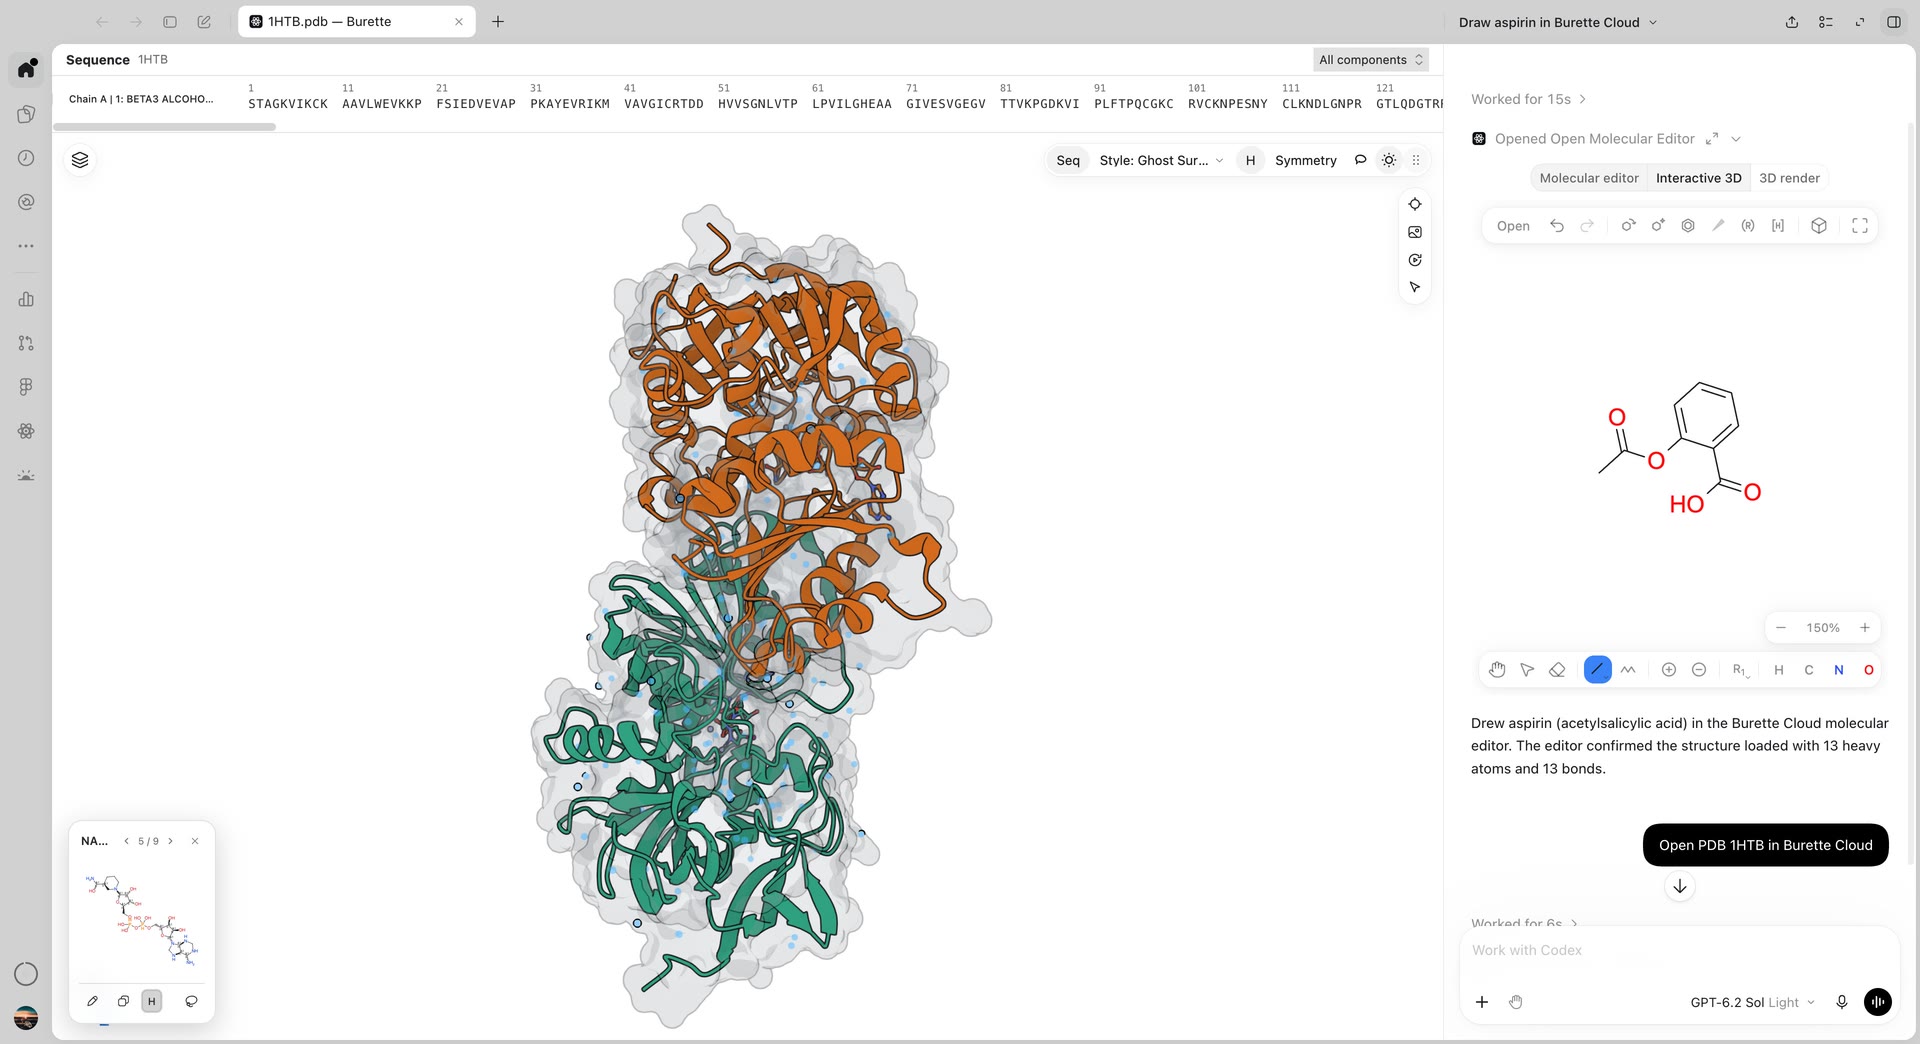 1HTB.pdb — Burette
Draw aspirin in Burette Cloud
Sequence 1HTB
All components
1 11 21 31 41 51 61 71 81 91 101 111 121
Chain A | 1: BETA3 ALCOHO...
STAGKVIKCK AAVLWEVKKP FSIEDVEVAP PKAYEVRIKM VAVGICRTDD HVVSGNLVTP LPVILGHEAA GIVESVGEGV TTVKPGDKVI PLFTPQCGKC RVCKNPESNY CLKNDLGNPR GTLQDGTR
Seq Style: Ghost Sur... H Symmetry
NA... 5 / 9
H
Worked for 15s
Opened Open Molecular Editor
Molecular editor Interactive 3D 3D render
Open
O
O
O
HO
150%
R1 H C N O
Drew aspirin (acetylsalicylic acid) in the Burette Cloud molecular
editor. The editor confirmed the structure loaded with 13 heavy
atoms and 13 bonds.
Open PDB 1HTB in Burette Cloud
Worked for 6s
Work with Codex
GPT-6.2 Sol Light